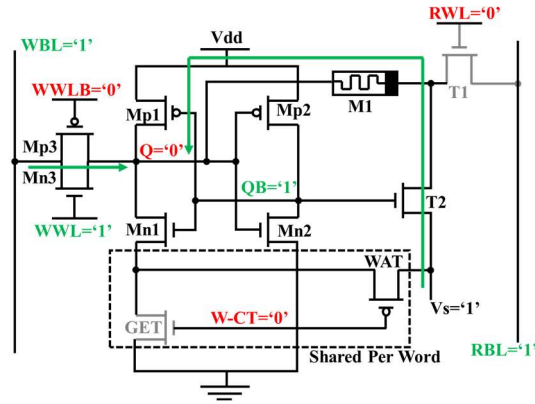 RWL=‘0’
WBL=‘1’
Vdd
WWLB=‘0’
M1
T1
Mp1
Mp2
Mp3
Q=‘0’
Mn3
QB=‘1’
T2
WWL=‘1’
Mn1
Mn2
WAT
GET
W-CT=‘0’
Vs=‘1’
Shared Per Word
RBL=‘1’